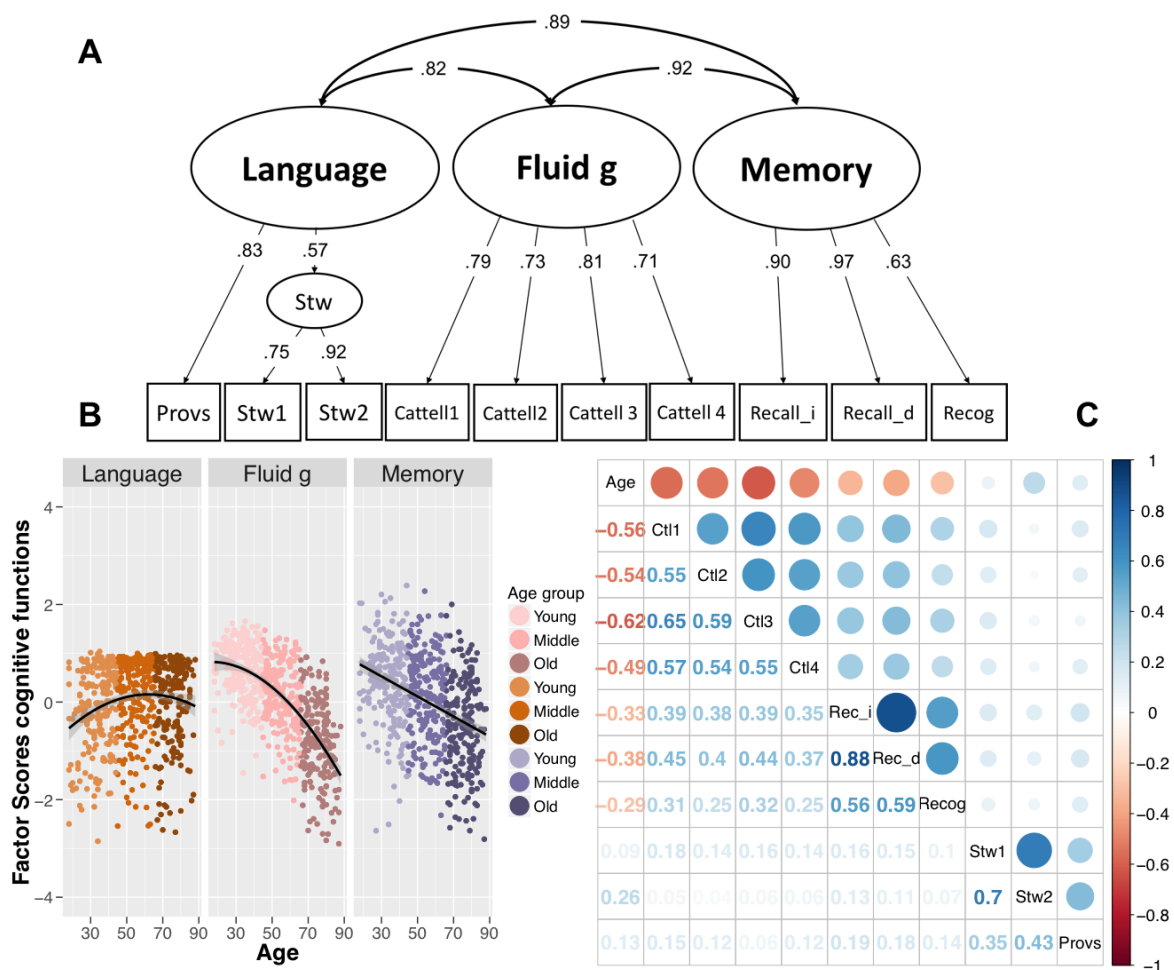 A
.89
.82 .92
Language Fluid g Memory
.83 .57 .79 .73 .81 .71 .90 .97 .63
Stw
.75 .92
Provs Stw1 Stw2 Cattell1 Cattell2 Cattell 3 Cattell 4 Recall_i Recall_d Recog
B
Language Fluid g Memory
Factor Scores cognitive functions
4
2
0
−2
−4
30 50 70 90 30 50 70 90 30 50 70 90
Age
Age group
Young
Middle
Old
Young
Middle
Old
Young
Middle
Old
C
Age
−0.56 Ctl1
−0.54 0.55 Ctl2
−0.62 0.65 0.59 Ctl3
−0.49 0.57 0.54 0.55 Ctl4
−0.33 0.39 0.38 0.39 0.35 Rec_i
−0.38 0.45 0.4 0.44 0.37 0.88 Rec_d
−0.29 0.31 0.25 0.32 0.25 0.56 0.59 Recog
0.09 0.18 0.14 0.16 0.14 0.16 0.15 0.1 Stw1
0.26 0.05 0.04 0.06 0.06 0.13 0.11 0.07 0.7 Stw2
0.13 0.15 0.12 0.06 0.12 0.19 0.18 0.14 0.35 0.43 Provs
1
0.8
0.6
0.4
0.2
0
−0.2
−0.4
−0.6
−0.8
−1